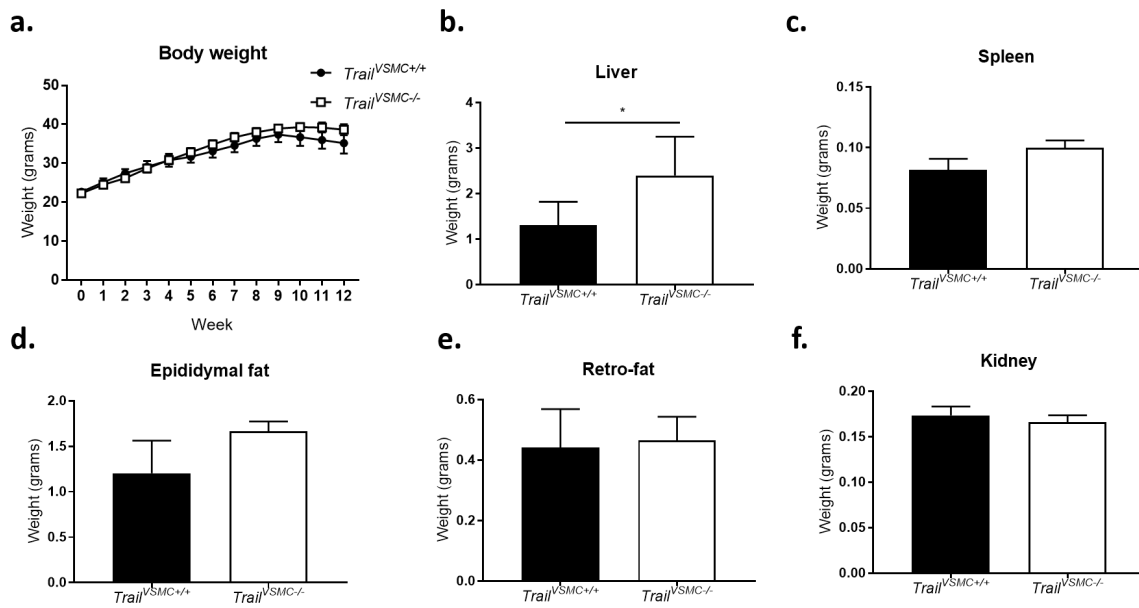 a.
Body weight
Trail^VSMC+/+
Trail^VSMC-/-
Weight (grams)
50
40
30
20
10
0
0 1 2 3 4 5 6 7 8 9 10 11 12
Week
b.
Liver
*
Weight (grams)
4
3
2
1
0
Trail^VSMC+/+ Trail^VSMC-/-
c.
Spleen
Weight (grams)
0.15
0.10
0.05
0.00
Trail^VSMC+/+ Trail^VSMC-/-
d.
Epididymal fat
Weight (grams)
2.0
1.5
1.0
0.5
0.0
Trail^VSMC+/+ Trail^VSMC-/-
e.
Retro-fat
Weight (grams)
0.6
0.4
0.2
0.0
Trail^VSMC+/+ Trail^VSMC-/-
f.
Kidney
Weight (grams)
0.20
0.15
0.10
0.05
0.00
Trail^VSMC+/+ Trail^VSMC-/-